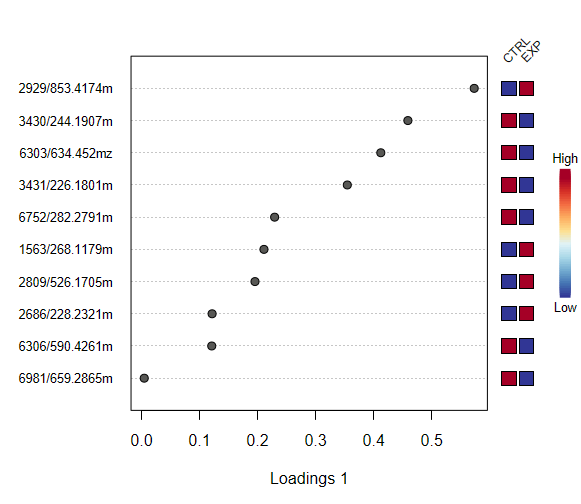 CTRL
EXP
2929/853.4174m
3430/244.1907m
6303/634.452mz
3431/226.1801m
6752/282.2791m
1563/268.1179m
2809/526.1705m
2686/228.2321m
6306/590.4261m
6981/659.2865m
High
Low
0.0 0.1 0.2 0.3 0.4 0.5
Loadings 1